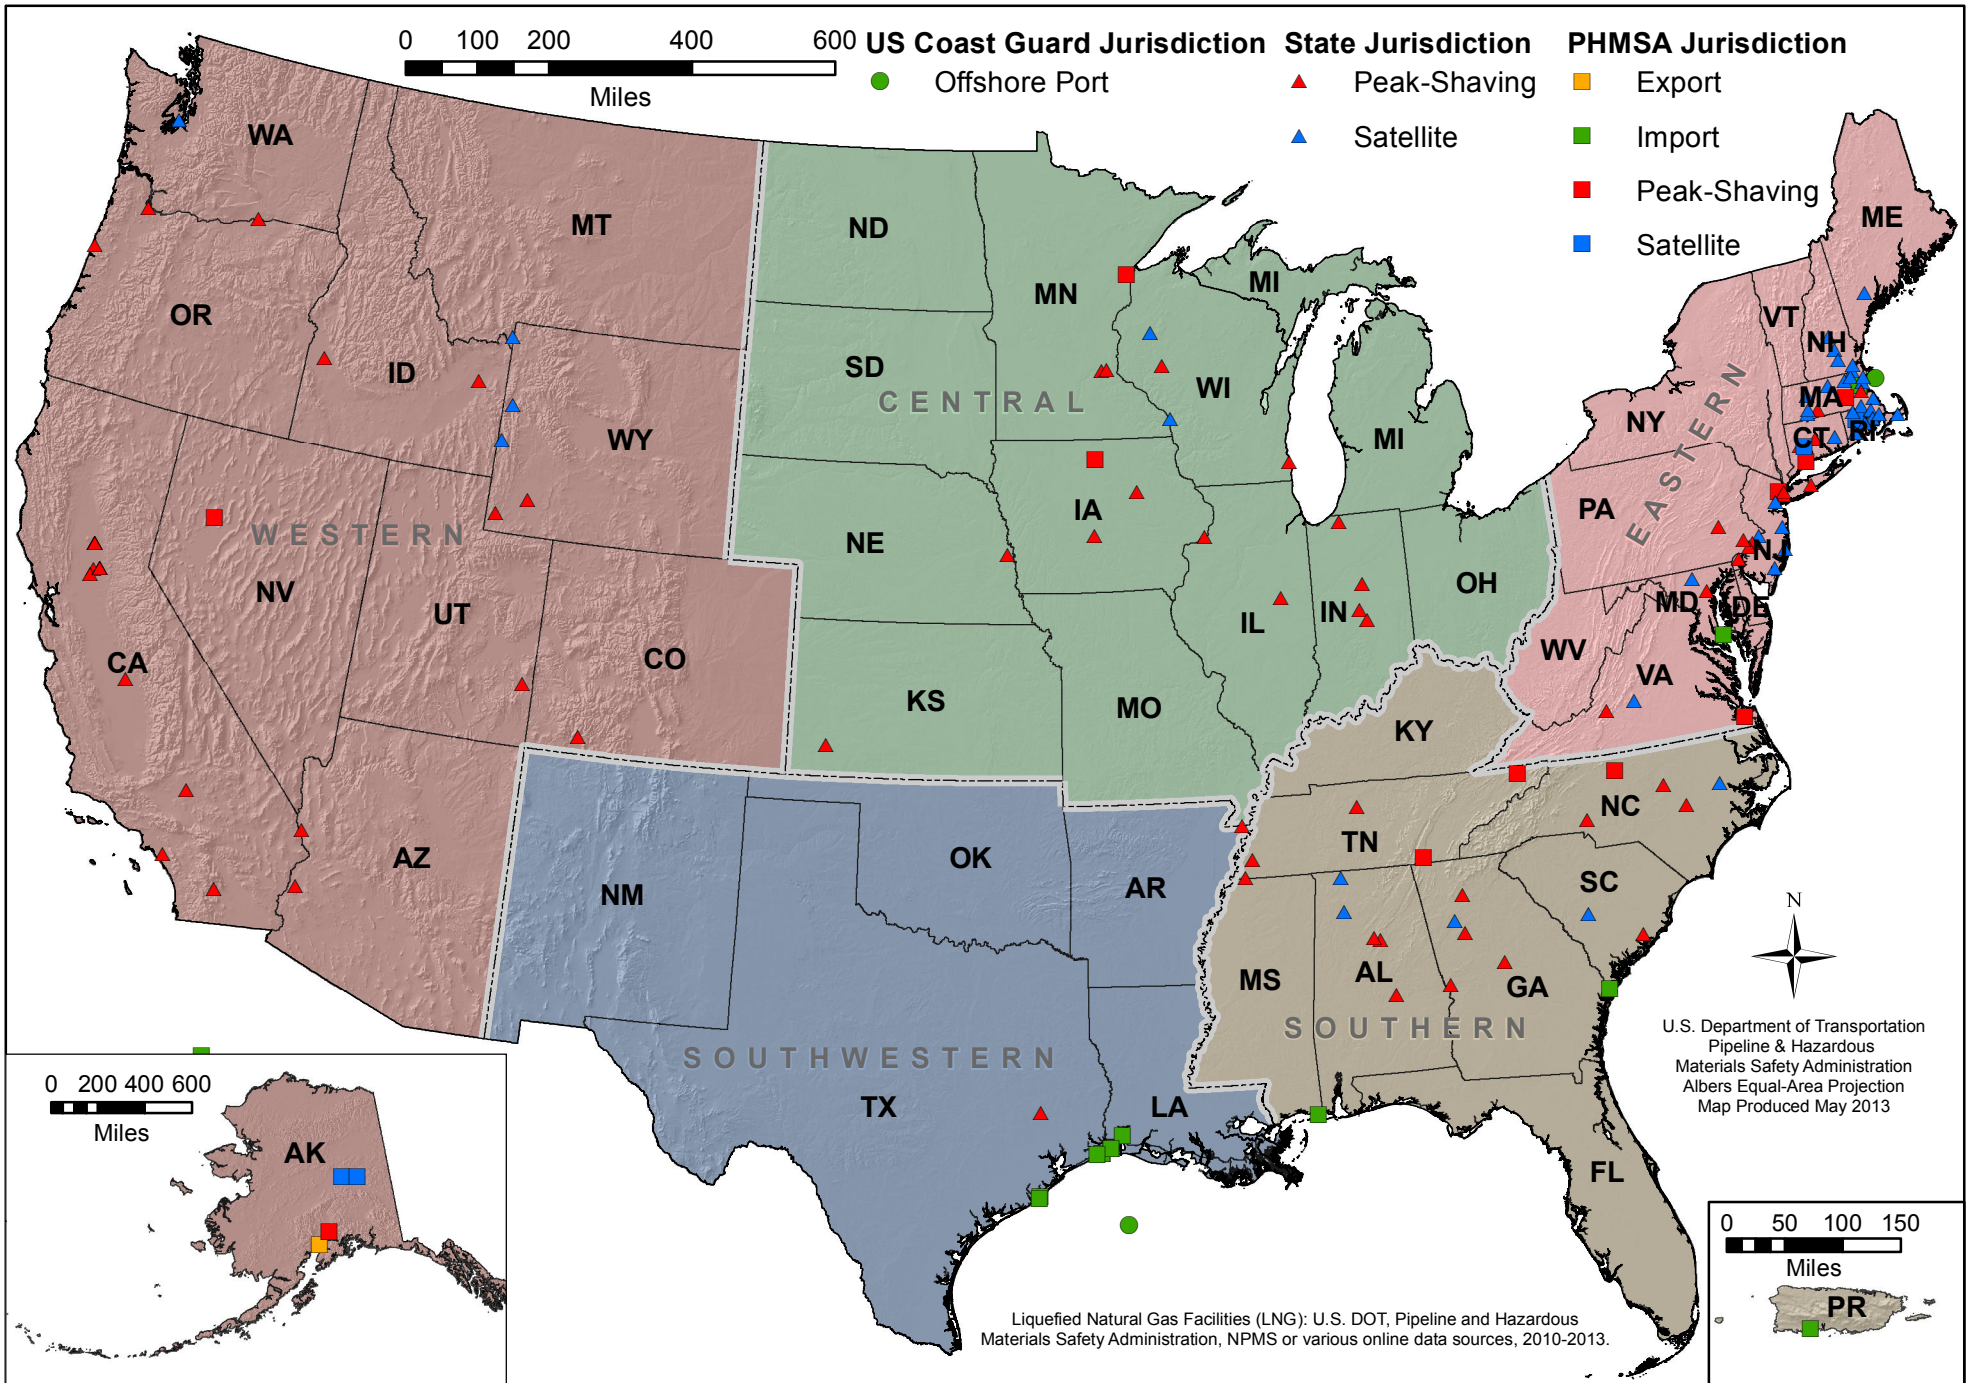 0 100 200 400 600
Miles
US Coast Guard Jurisdiction
Offshore Port
State Jurisdiction
Peak-Shaving
Satellite
PHMSA Jurisdiction
Export
Import
Peak-Shaving
Satellite
WA
MT
ND
MN
MI
ME
OR
ID
SD
WI
VT
NH
CENTRAL
MA
WY
MI
NY
CT
RI
EASTERN
WESTERN
NE
IA
PA
NJ
NV
UT
IL
IN
OH
MD
DE
CA
CO
KS
MO
WV
VA
KY
NC
TN
AZ
NM
OK
AR
SC
MS
AL
GA
SOUTHERN
SOUTHWESTERN
TX
LA
FL
N
U.S. Department of Transportation
Pipeline & Hazardous
Materials Safety Administration
Albers Equal-Area Projection
Map Produced May 2013
0 200 400 600
Miles
AK
0 50 100 150
Miles
PR
Liquefied Natural Gas Facilities (LNG): U.S. DOT, Pipeline and Hazardous
Materials Safety Administration, NPMS or various online data sources, 2010-2013.